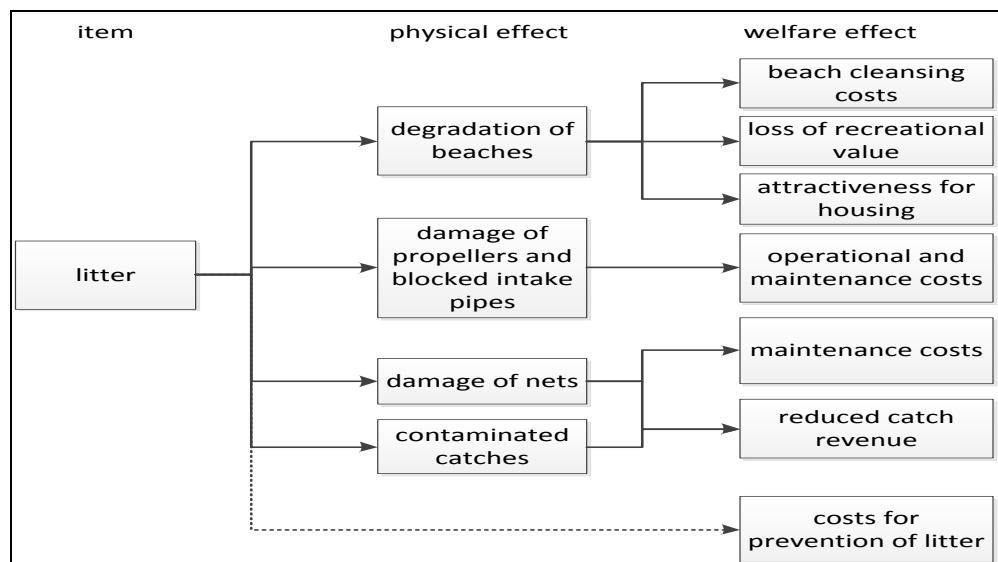 item
physical effect
welfare effect
litter
degradation of
beaches
damage of
propellers and
blocked intake
pipes
damage of nets
contaminated
catches
beach cleansing
costs
loss of recreational
value
attractiveness for
housing
operational and
maintenance costs
maintenance costs
reduced catch
revenue
costs for
prevention of litter